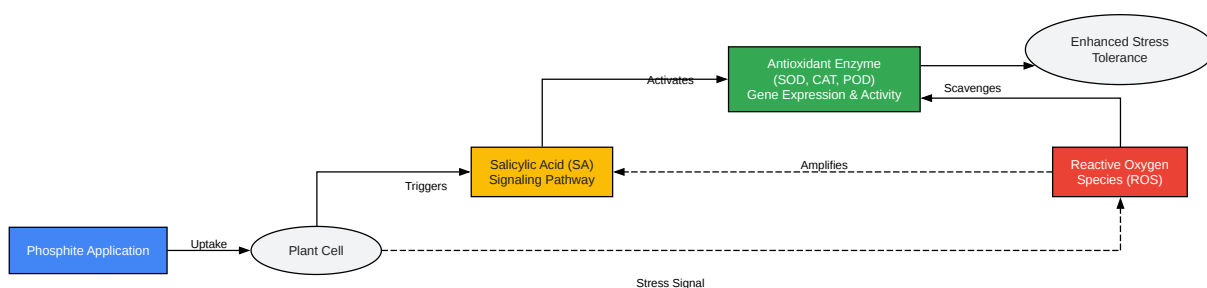 Enhanced Stress
Tolerance
Antioxidant Enzyme
(SOD, CAT, POD)
Gene Expression & Activity
Activates
Scavenges
Salicylic Acid (SA)
Signaling Pathway
Triggers
Amplifies
Reactive Oxygen
Species (ROS)
Phosphite Application
Uptake
Plant Cell
Stress Signal